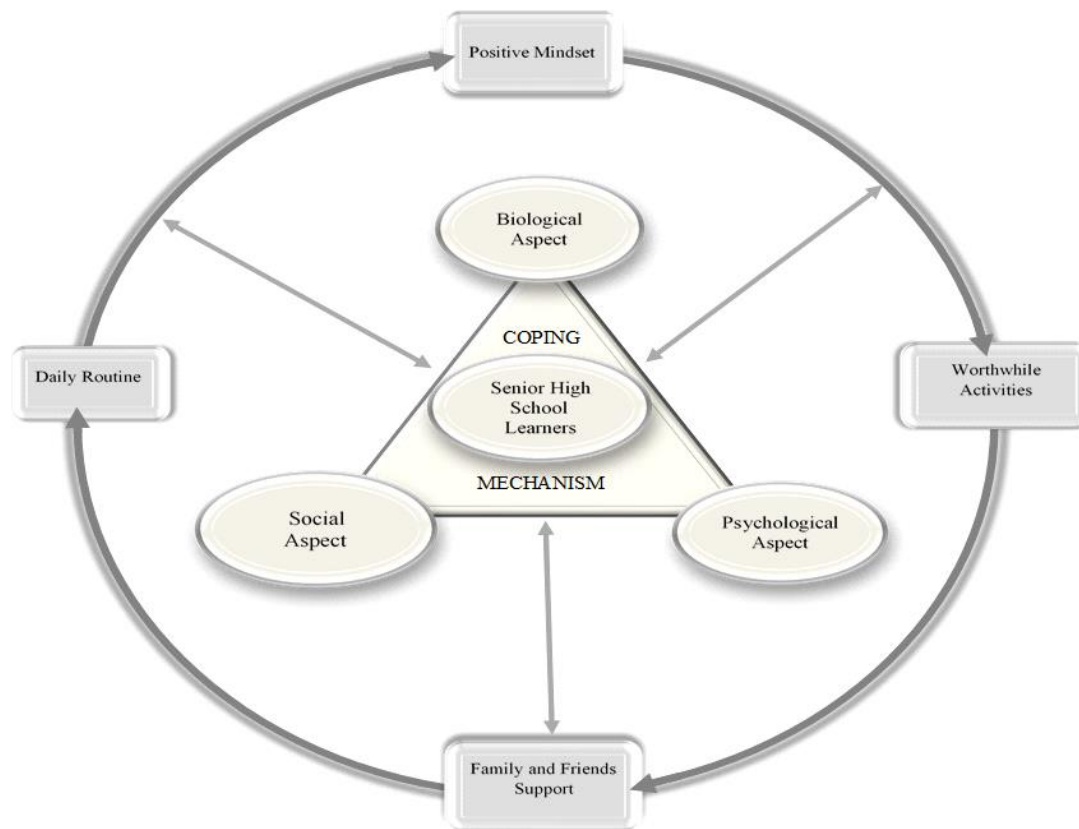 Positive Mindset
Biological
Aspect
COPING
Daily Routine
Senior High
School
Learners
Worthwhile
Activities
MECHANISM
Social
Aspect
Psychological
Aspect
Family and Friends
Support